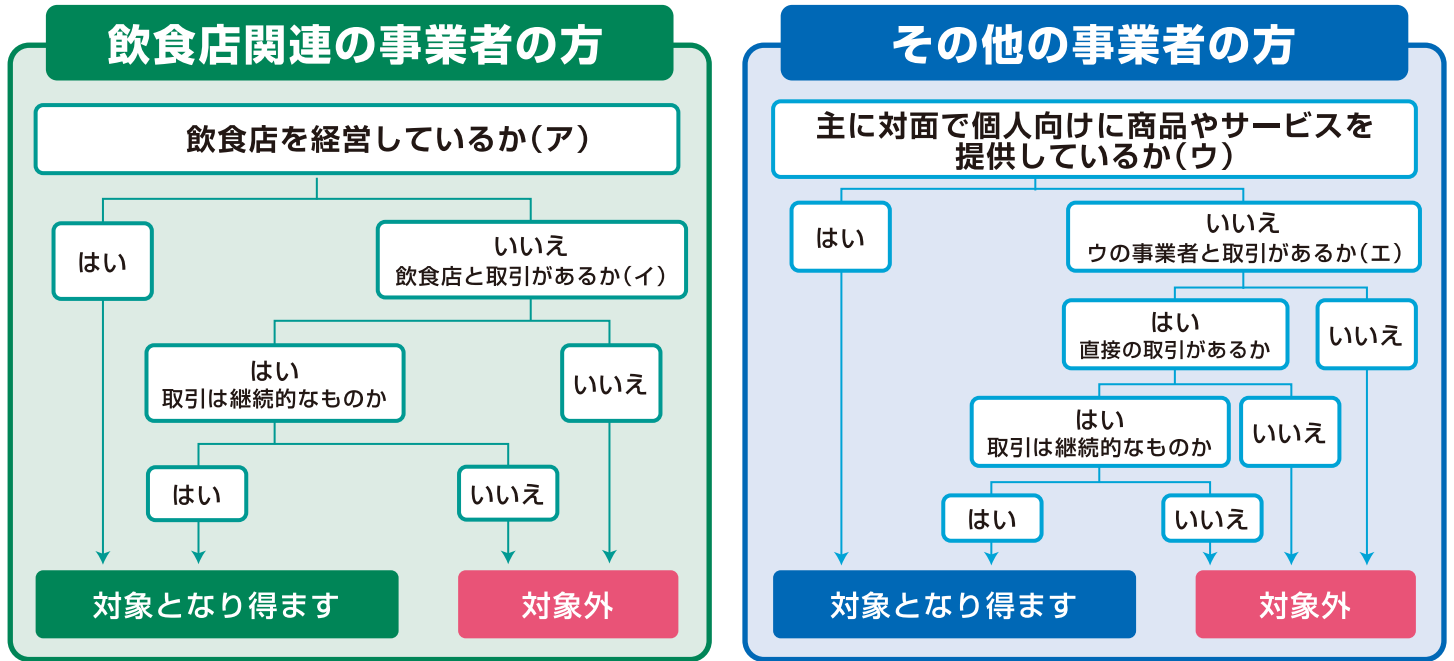 飲食店関連の事業者の方
飲食店を経営しているか(ア)
はい
いいえ
飲食店と取引があるか(イ)
はい
取引は継続的なものか
いいえ
はい
いいえ
対象となり得ます
対象外
その他の事業者の方
主に対面で個人向けに商品やサービスを
提供しているか(ウ)
はい
いいえ
ウの事業者と取引があるか(エ)
はい
直接の取引があるか
いいえ
はい
取引は継続的なものか
いいえ
はい
いいえ
対象となり得ます
対象外